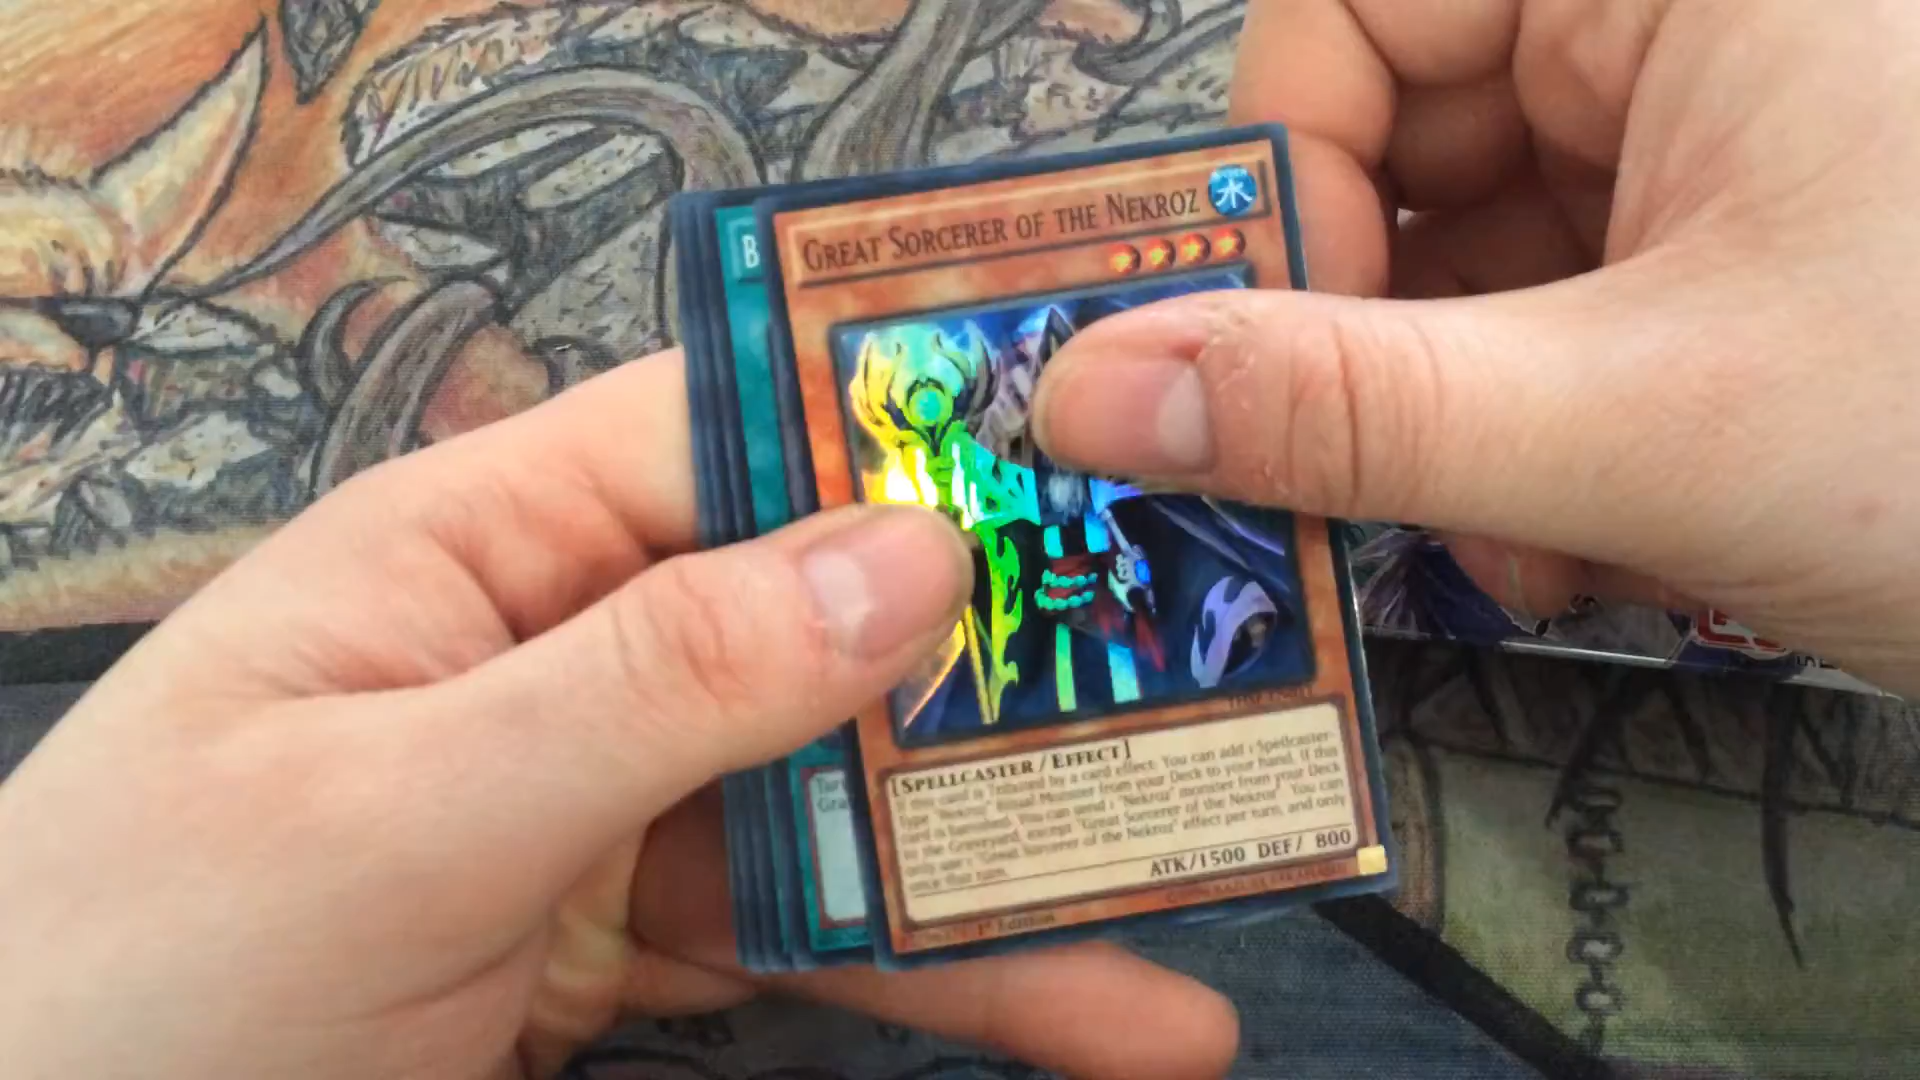 GREAT SORCERER OF THE NEKROZ
水
B
[SPELLCASTER / EFFECT]
If this card is Tributed by a card effect: You can add 1 Spellcaster-
Type "Nekroz" Ritual Monster from your Deck to your hand. If this
card is banished: You can send 1 "Nekroz" monster from your Deck
to the Graveyard, except "Great Sorcerer of the Nekroz". You can
only use 1 "Great Sorcerer of the Nekroz" effect per turn, and only
once that turn.
ATK/1500 DEF/ 800
1st Edition
Gra